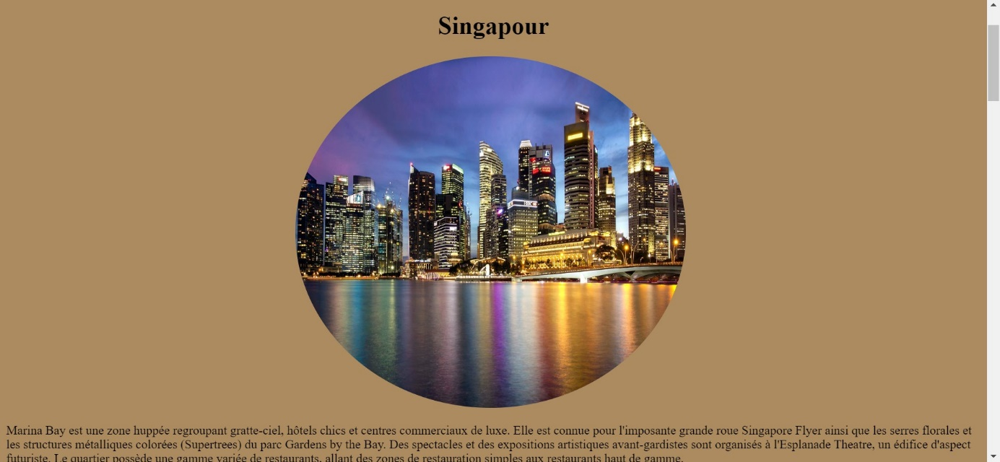 Singapour
Marina Bay est une zone huppée regroupant gratte-ciel, hôtels chics et centres commerciaux de luxe. Elle est connue pour l'imposante grande roue Singapore Flyer ainsi que les serres florales et
les structures métalliques colorées (Supertrees) du parc Gardens by the Bay. Des spectacles et des expositions artistiques avant-gardistes sont organisés à l'Esplanade Theatre, un édifice d'aspect
futuriste. Le quartier possède une gamme variée de restaurants, allant des zones de restauration simples aux restaurants haut de gamme.